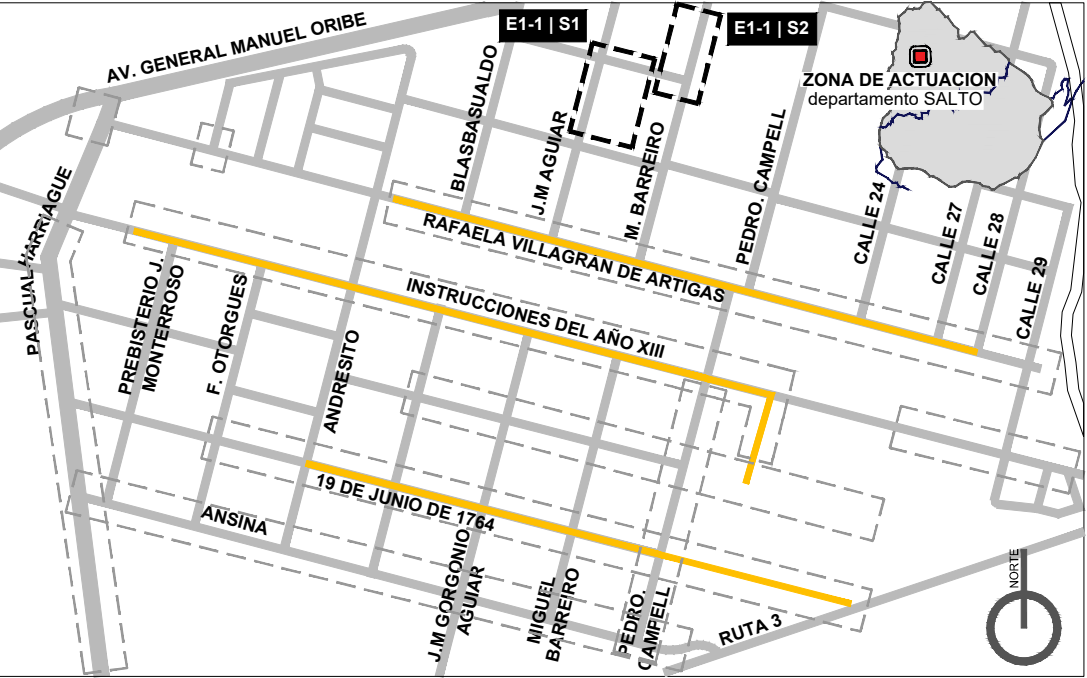 AV. GENERAL MANUEL ORIBE
E1-1 | S1
E1-1 | S2
ZONA DE ACTUACION
departamento SALTO
BLASBASUALDO
J.M AGUIAR
M. BARREIRO
PEDRO. CAMPELL
CALLE 24
CALLE 27
CALLE 28
CALLE 29
PASCUAL HARRIAGUE
RAFAELA VILLAGRÁN DE ARTIGAS
INSTRUCCIONES DEL AÑO XIII
PREBISTERIO J.
MONTERROSO
F. OTORGUES
ANDRESITO
19 DE JUNIO DE 1764
ANSINA
J.M GORGONIO
AGUIAR
MIGUEL
BARREIRO
PEDRO.
CAMPELL
RUTA 3
NORTE